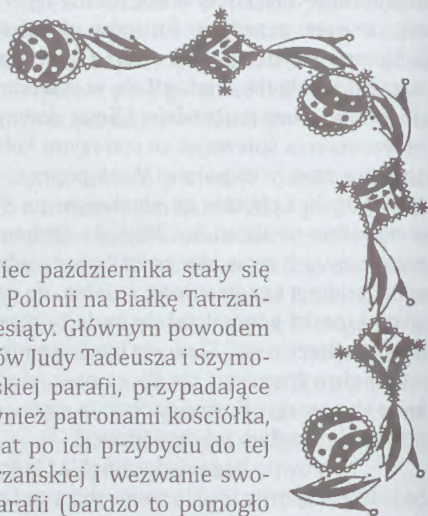 iec października stały się
Polonii na Białkę Tatrzań-
esiąty. Głównym powodem
ów Judy Tadeusza i Szymo-
skiej parafii, przypadające
wnież patronami kościółka,
at po ich przybyciu do tej
rzańskiej i wezwanie swo-
arafii (bardzo to pomogło